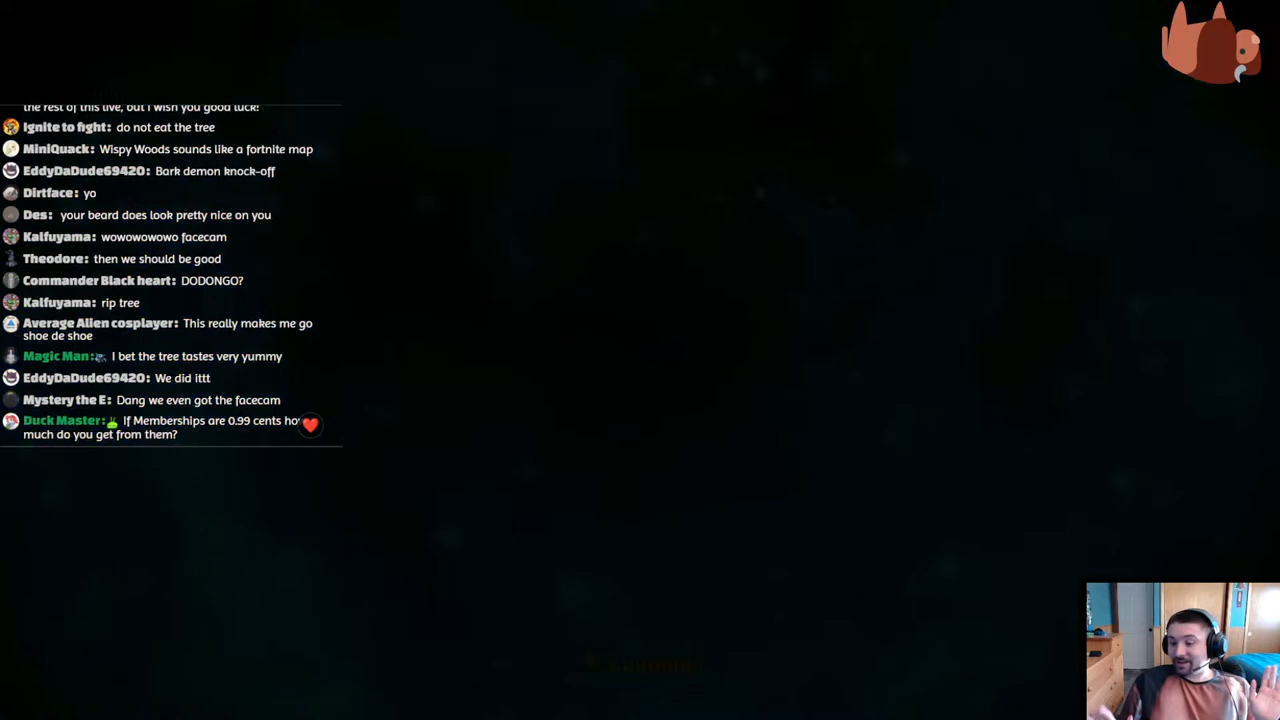 the rest of this live, but I wish you good luck!
Ignite to fight: do not eat the tree
MiniQuack: Wispy Woods sounds like a fortnite map
EddyDaDude69420: Bark demon knock-off
Dirtface: yo
Des: your beard does look pretty nice on you
Kalfuyama: wowowowowo facecam
Theodore: then we should be good
Commander Black heart: DODONGO?
Kalfuyama: rip tree
Average Alien cosplayer: This really makes me go
shoe de shoe
Magic Man: I bet the tree tastes very yummy
EddyDaDude69420: We did ittt
Mystery the E: Dang we even got the facecam
Duck Master: If Memberships are 0.99 cents how
much do you get from them?